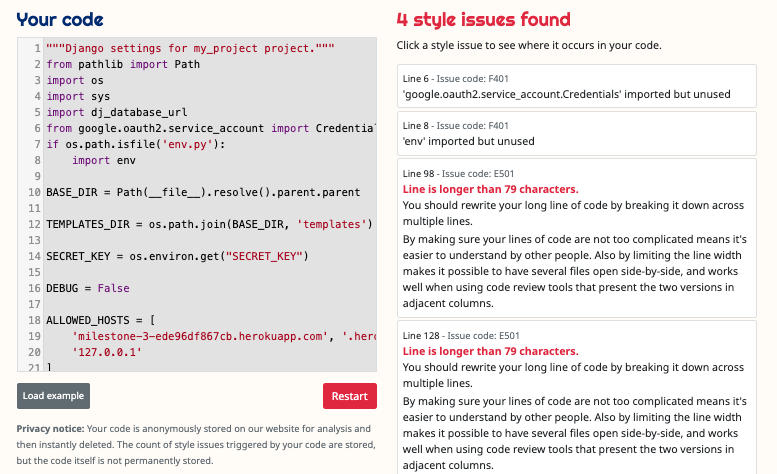 Your code
1 """Django settings for my_project project."""
2 from pathlib import Path
3 import os
4 import sys
5 import dj_database_url
6 from google.oauth2.service_account import Credential
7 if os.path.isfile('env.py'):
8     import env
9
10 BASE_DIR = Path(__file__).resolve().parent.parent
11
12 TEMPLATES_DIR = os.path.join(BASE_DIR, 'templates')
13
14 SECRET_KEY = os.environ.get("SECRET_KEY")
15
16 DEBUG = False
17
18 ALLOWED_HOSTS = [
19     'milestone-3-ede96df867cb.herokuapp.com', '.hero
20     '127.0.0.1'
21 ]
Load example
Restart
Privacy notice: Your code is anonymously stored on our website for analysis and
then instantly deleted. The count of style issues triggered by your code are stored,
but the code itself is not permanently stored.
4 style issues found
Click a style issue to see where it occurs in your code.
Line 6 - Issue code: F401
'google.oauth2.service_account.Credentials' imported but unused
Line 8 - Issue code: F401
'env' imported but unused
Line 98 - Issue code: E501
Line is longer than 79 characters.
You should rewrite your long line of code by breaking it down across
multiple lines.
By making sure your lines of code are not too complicated means it's
easier to understand by other people. Also by limiting the line width
makes it possible to have several files open side-by-side, and works
well when using code review tools that present the two versions in
adjacent columns.
Line 128 - Issue code: E501
Line is longer than 79 characters.
You should rewrite your long line of code by breaking it down across
multiple lines.
By making sure your lines of code are not too complicated means it's
easier to understand by other people. Also by limiting the line width
makes it possible to have several files open side-by-side, and works
well when using code review tools that present the two versions in
adjacent columns.